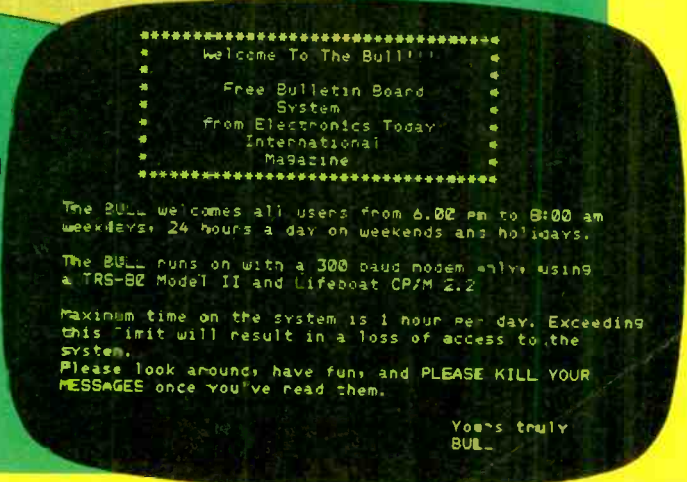 *********************************
* Welcome To The Bull!!!! *
* Free Bulletin Board *
* System *
* from Electronics Today *
* International *
* Magazine *
*********************************
The BULL welcomes all users from 6.00 pm to 8:00 am
weekdays, 24 hours a day on weekends and holidays.
The BULL runs on with a 300 baud modem only, using
a TRS-80 Model II and Lifeboat CP/M 2.2
Maximum time on the system is 1 hour per day. Exceeding
this limit will result in a loss of access to the
system.
Please look around, have fun, and PLEASE KILL YOUR
MESSAGES once you've read them.
Yours truly
BULL